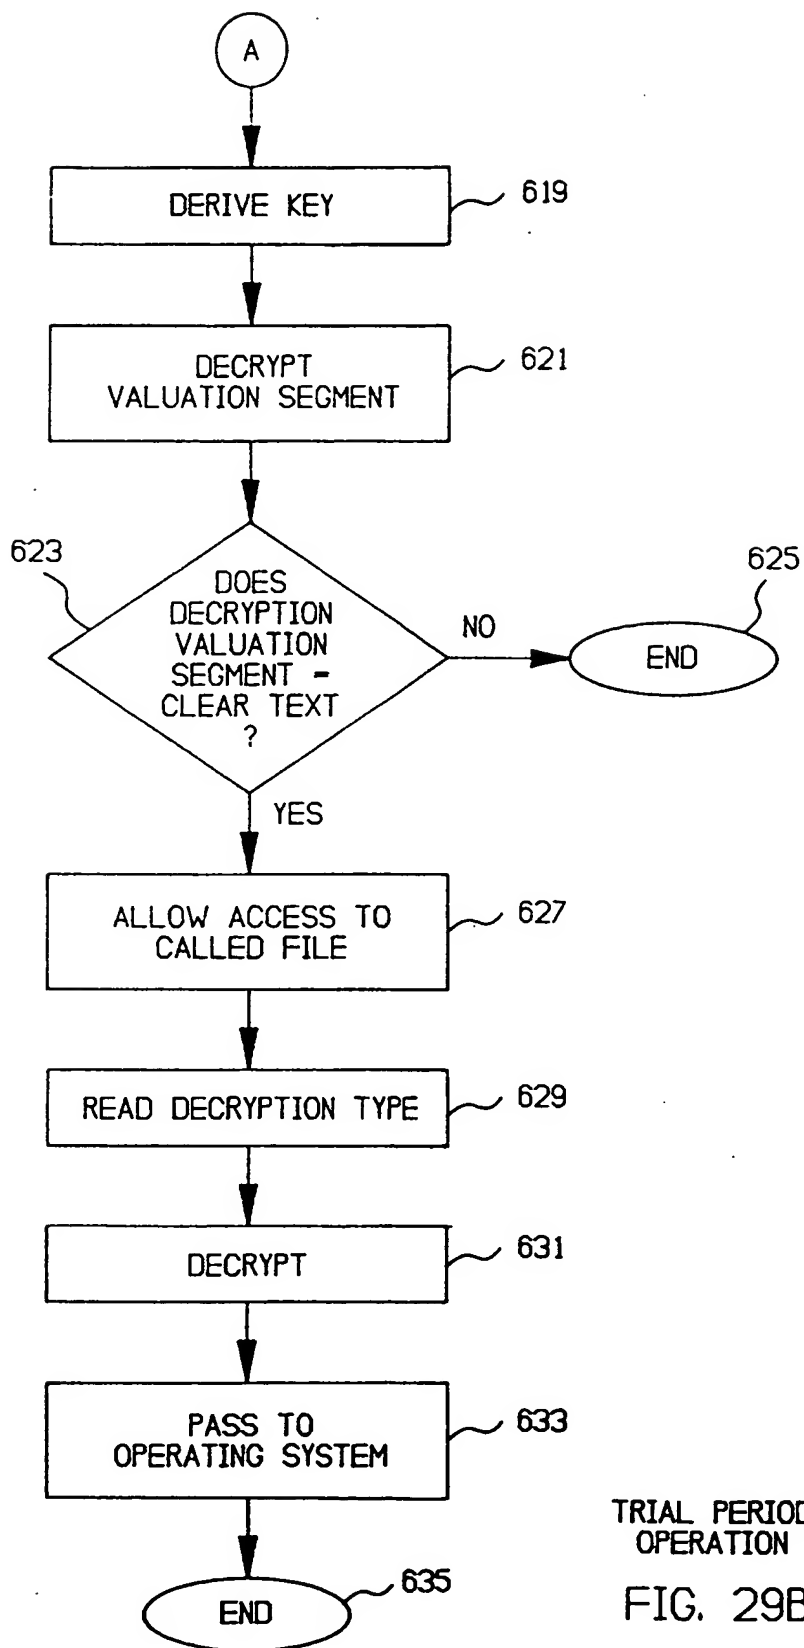 A
DERIVE KEY
619
DECRYPT
VALUATION SEGMENT
621
623
DOES
DECRYPTION
VALUATION
SEGMENT -
CLEAR TEXT
?
NO
625
END
YES
ALLOW ACCESS TO
CALLED FILE
627
READ DECRYPTION TYPE
629
DECRYPT
631
PASS TO
OPERATING SYSTEM
633
END
635
TRIAL PERIOD
OPERATION
FIG. 29B